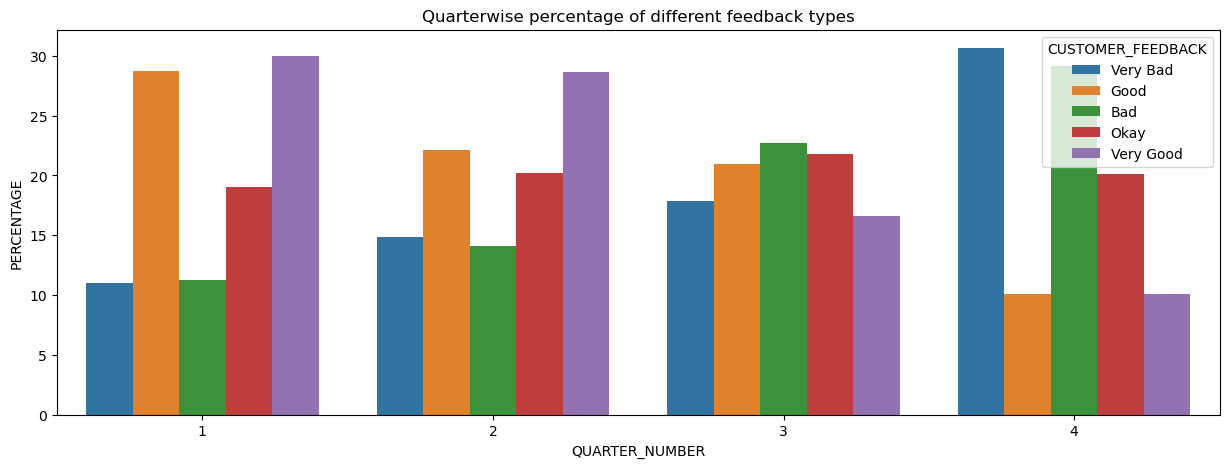 Quarterwise percentage of different feedback types
PERCENTAGE
30
25
20
15
10
5
0
CUSTOMER_FEEDBACK
Very Bad
Good
Bad
Okay
Very Good
1 2 3 4
QUARTER_NUMBER